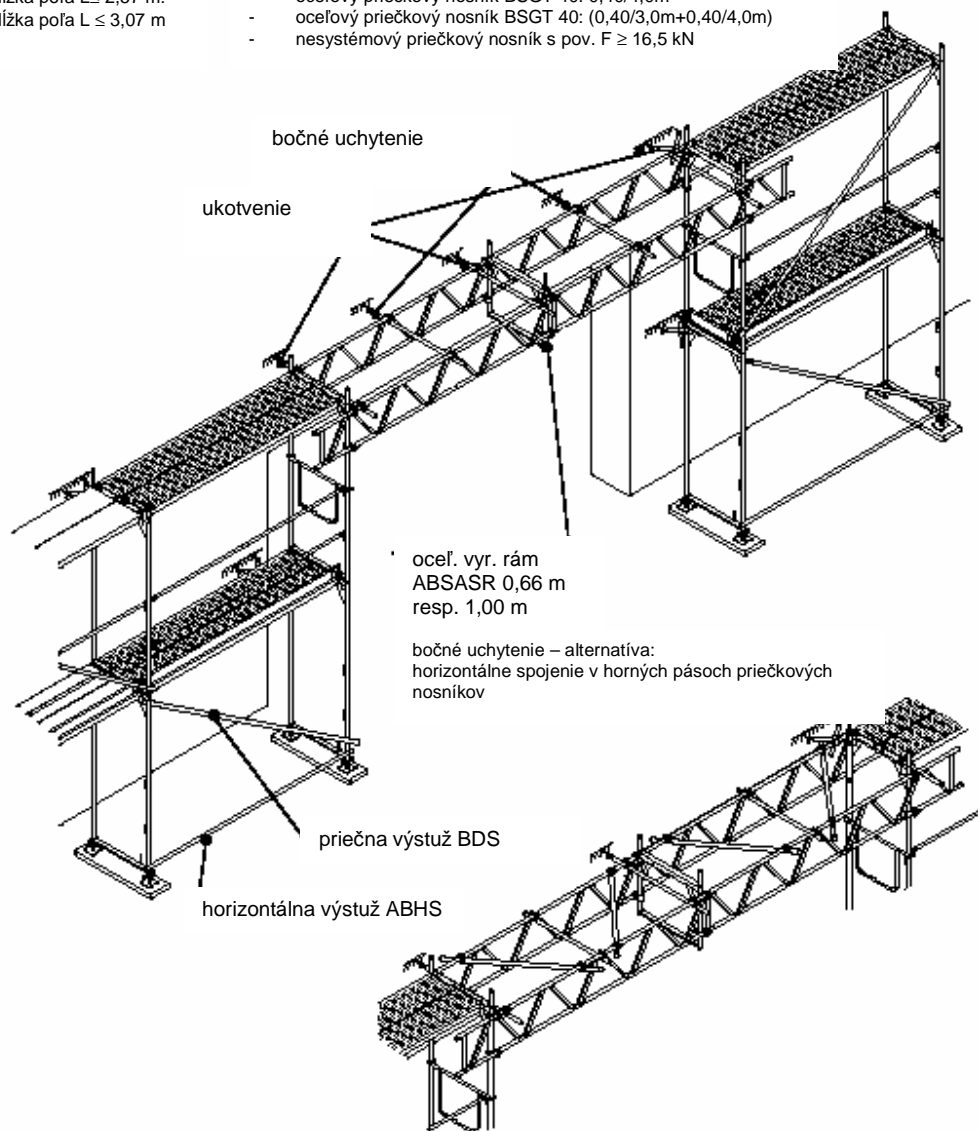 dĺžka poľa L ≤ 3,07 m
- oceľový priečkový nosník BSGT 40: (0,40/3,0m+0,40/4,0m)
- nesystémový priečkový nosník s pov. F ≥ 16,5 kN
bočné uchytenie
ukotvenie
oceľ. vyr. rám
ABSASR 0,66 m
resp. 1,00 m
bočné uchytenie – alternatíva:
horizontálne spojenie v horných pásoch priečkových
nosníkov
priečna výstuž BDS
horizontálna výstuž ABHS